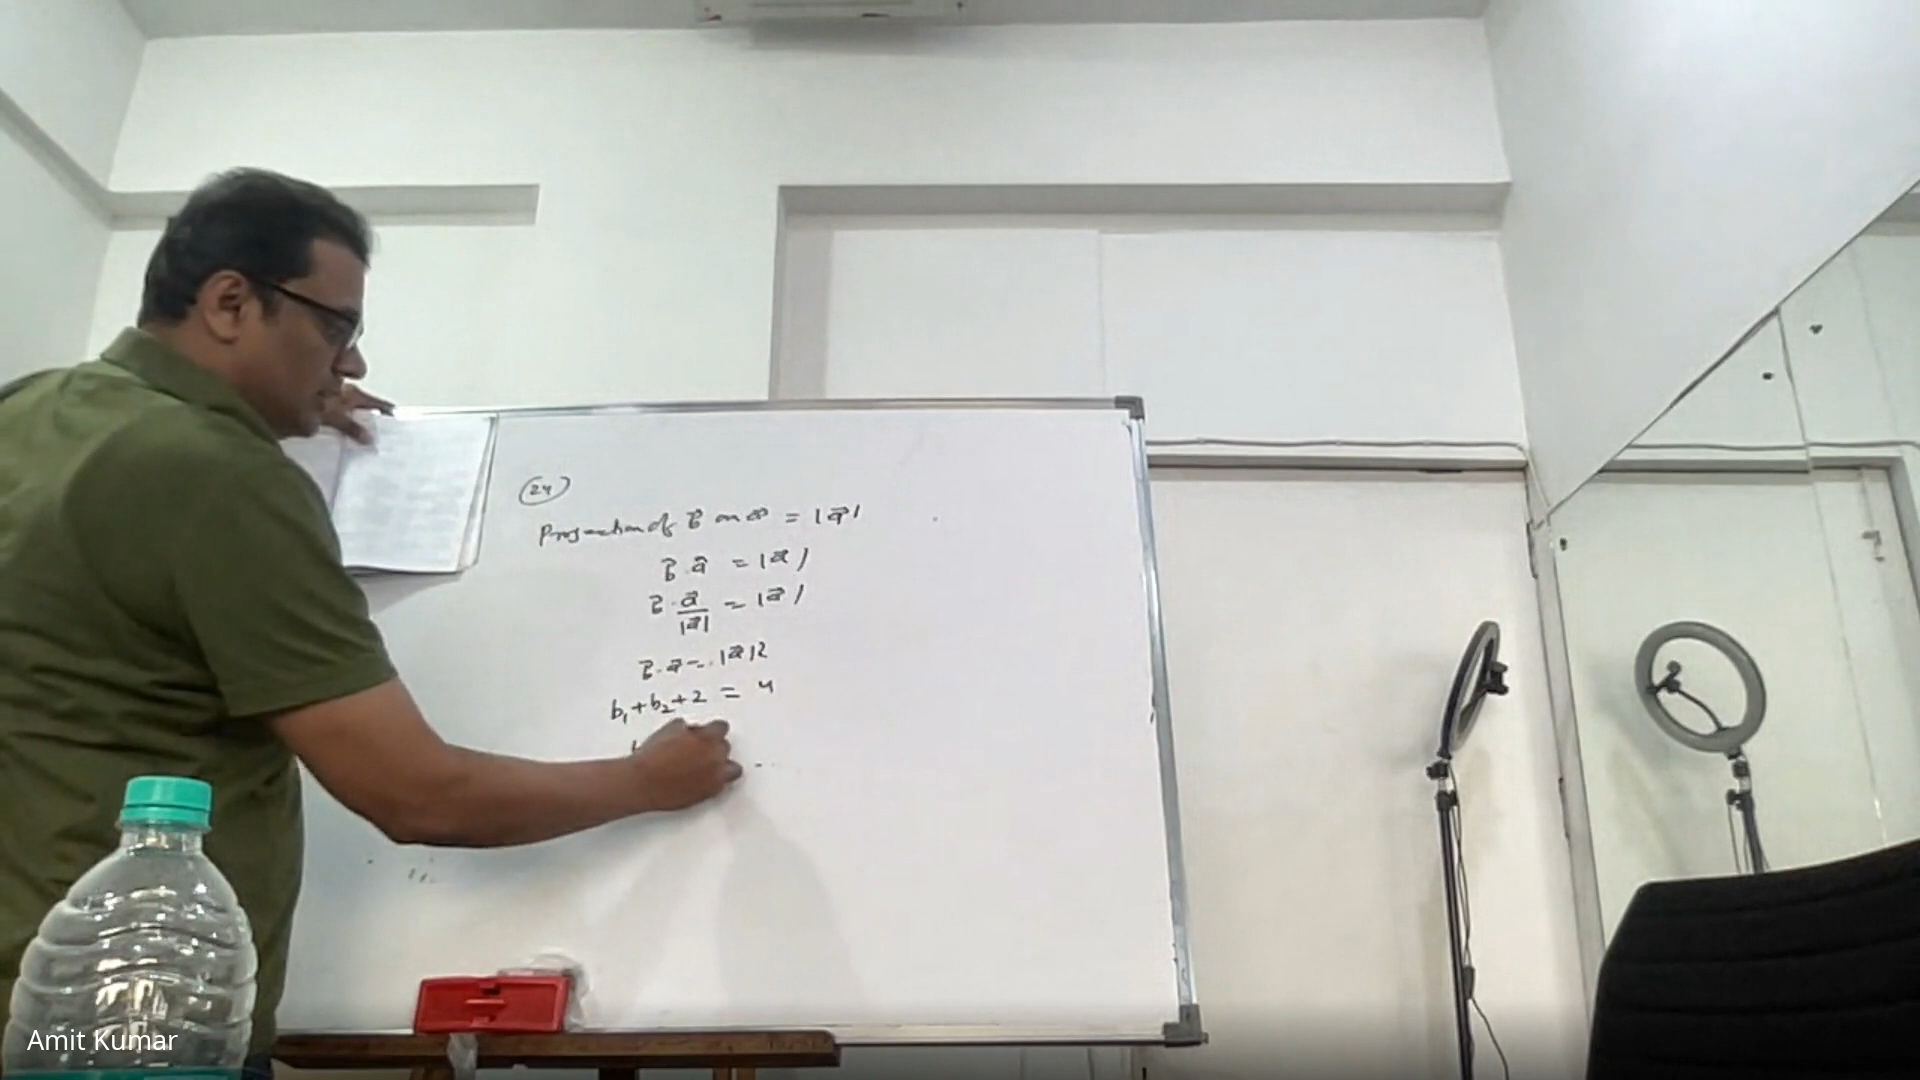 24
Projection of b⃗ on a⃗ = |a⃗|
b⃗.â = |a⃗|
b⃗.a⃗/|a⃗| = |a⃗|
b⃗.a⃗ = |a⃗|2
b₁+b₂+2 = 4
Amit Kumar